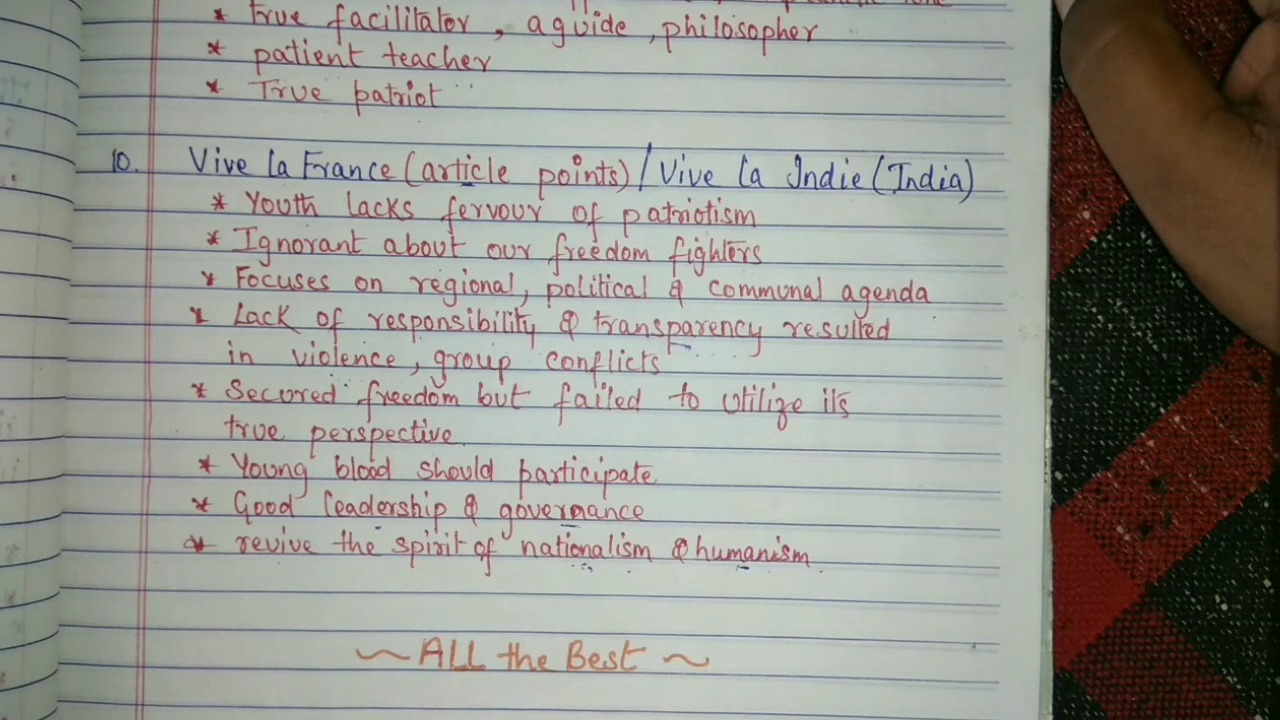 * true facilitator, a guide, philosopher
* patient teacher
* True patriot
10. Vive la France (article points) / Vive la Indie (India)
* Youth lacks fervour of patriotism
* Ignorant about our freedom fighters
* Focuses on regional, political & communal agenda
* Lack of responsibility & transparency resulted
in violence, group conflicts
* Secured freedom but failed to utilize its
true perspective.
* Young blood should participate.
* Good leadership & governance
* revive the spirit of nationalism & humanism.
~ ALL the Best ~